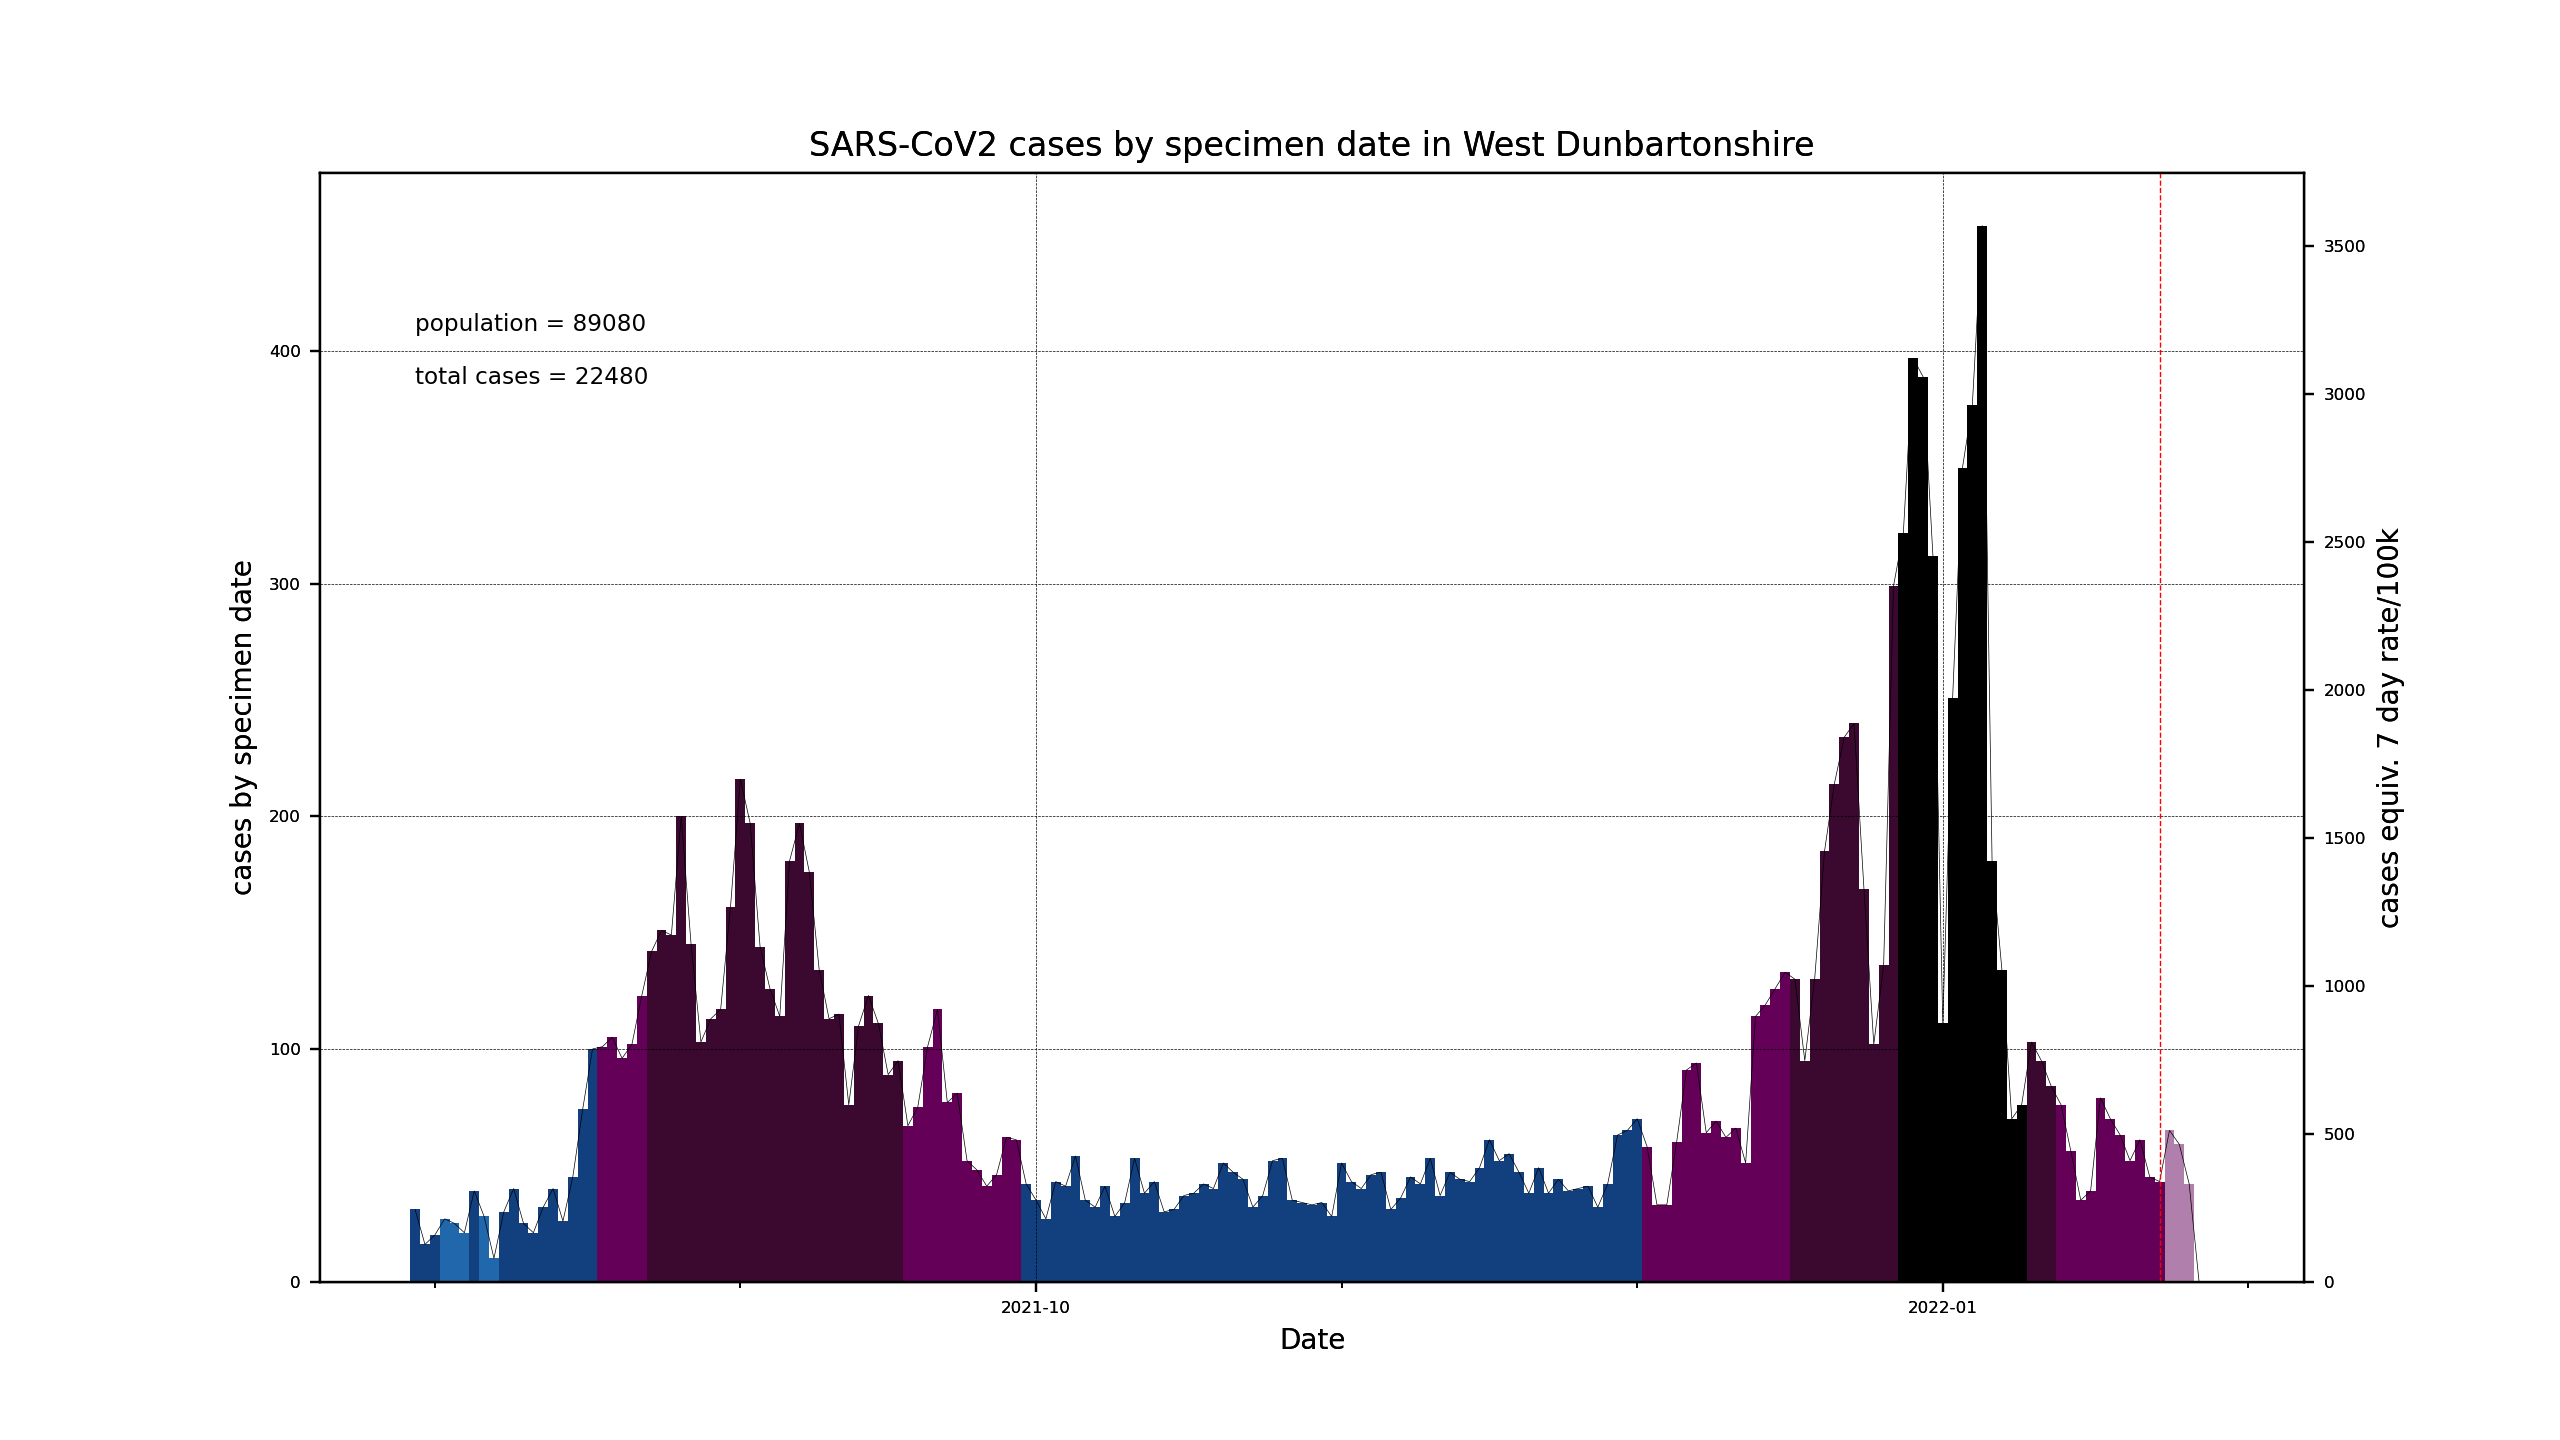 SARS-CoV2 cases by specimen date in West Dunbartonshire
population = 89080
total cases = 22480
cases by specimen date
400
300
200
100
0
3500
3000
2500
2000
1500
1000
500
0
cases equiv. 7 day rate/100k
2021-10
2022-01
Date